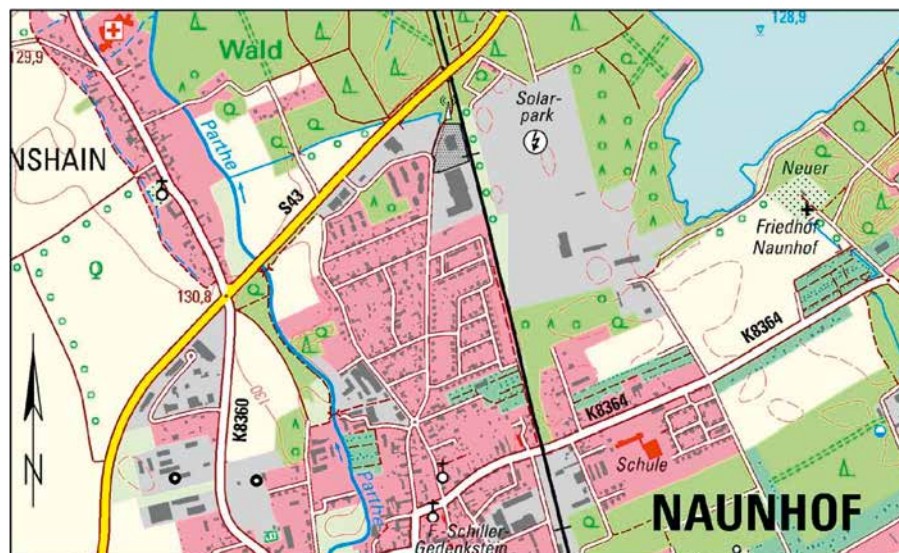 128,9
129,9
Wald
Solar-
park
Parthe
NSHAIN
S43
Neuer
Friedhof
Naunhof
130,8
K8364
130
K8360
K8364
N
Schule
Parthe
NAUNHOF
Schiller-
Gedenkstein